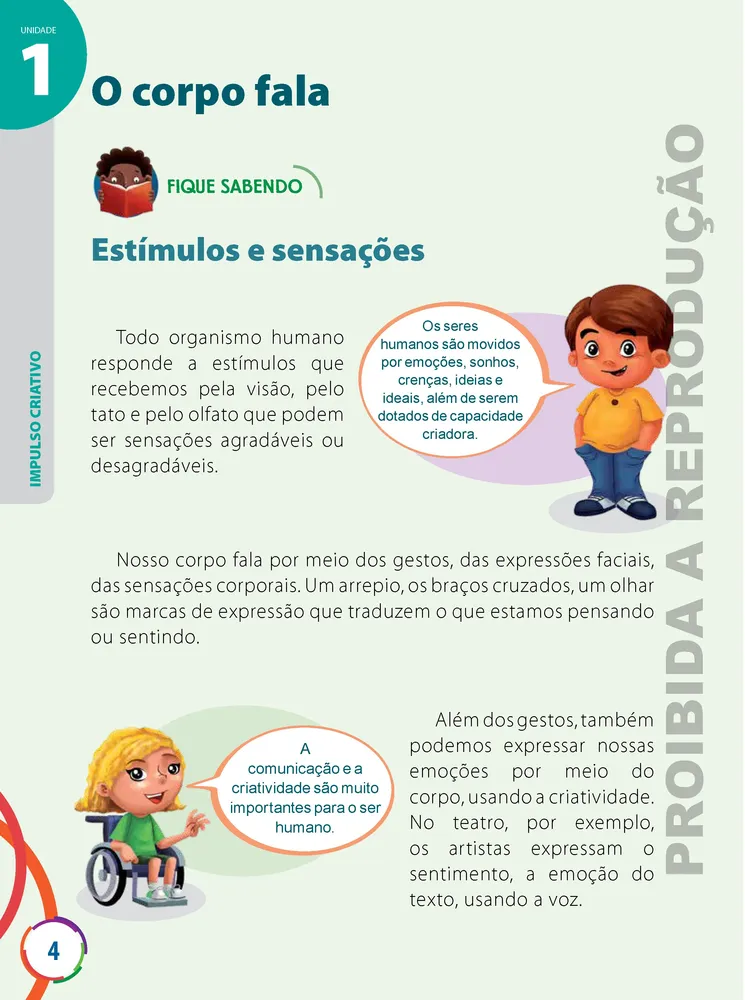 UNIDADE
1
O corpo fala
FIQUE SABENDO
Estímulos e sensações
Todo organismo humano
responde a estímulos que
recebemos pela visão, pelo
tato e pelo olfato que podem
ser sensações agradáveis ou
desagradáveis.
Os seres
humanos são movidos
por emoções, sonhos,
crenças, ideias e
ideais, além de serem
dotados de capacidade
criadora.
IMPULSO CRIATIVO
Nosso corpo fala por meio dos gestos, das expressões faciais,
das sensações corporais. Um arrepio, os braços cruzados, um olhar
são marcas de expressão que traduzem o que estamos pensando
ou sentindo.
A
comunicação e a
criatividade são muito
importantes para o ser
humano.
Além dos gestos, também
podemos expressar nossas
emoções por meio do
corpo, usando a criatividade.
No teatro, por exemplo,
os artistas expressam o
sentimento, a emoção do
texto, usando a voz.
PROIBIDA A REPRODUÇÃO
4